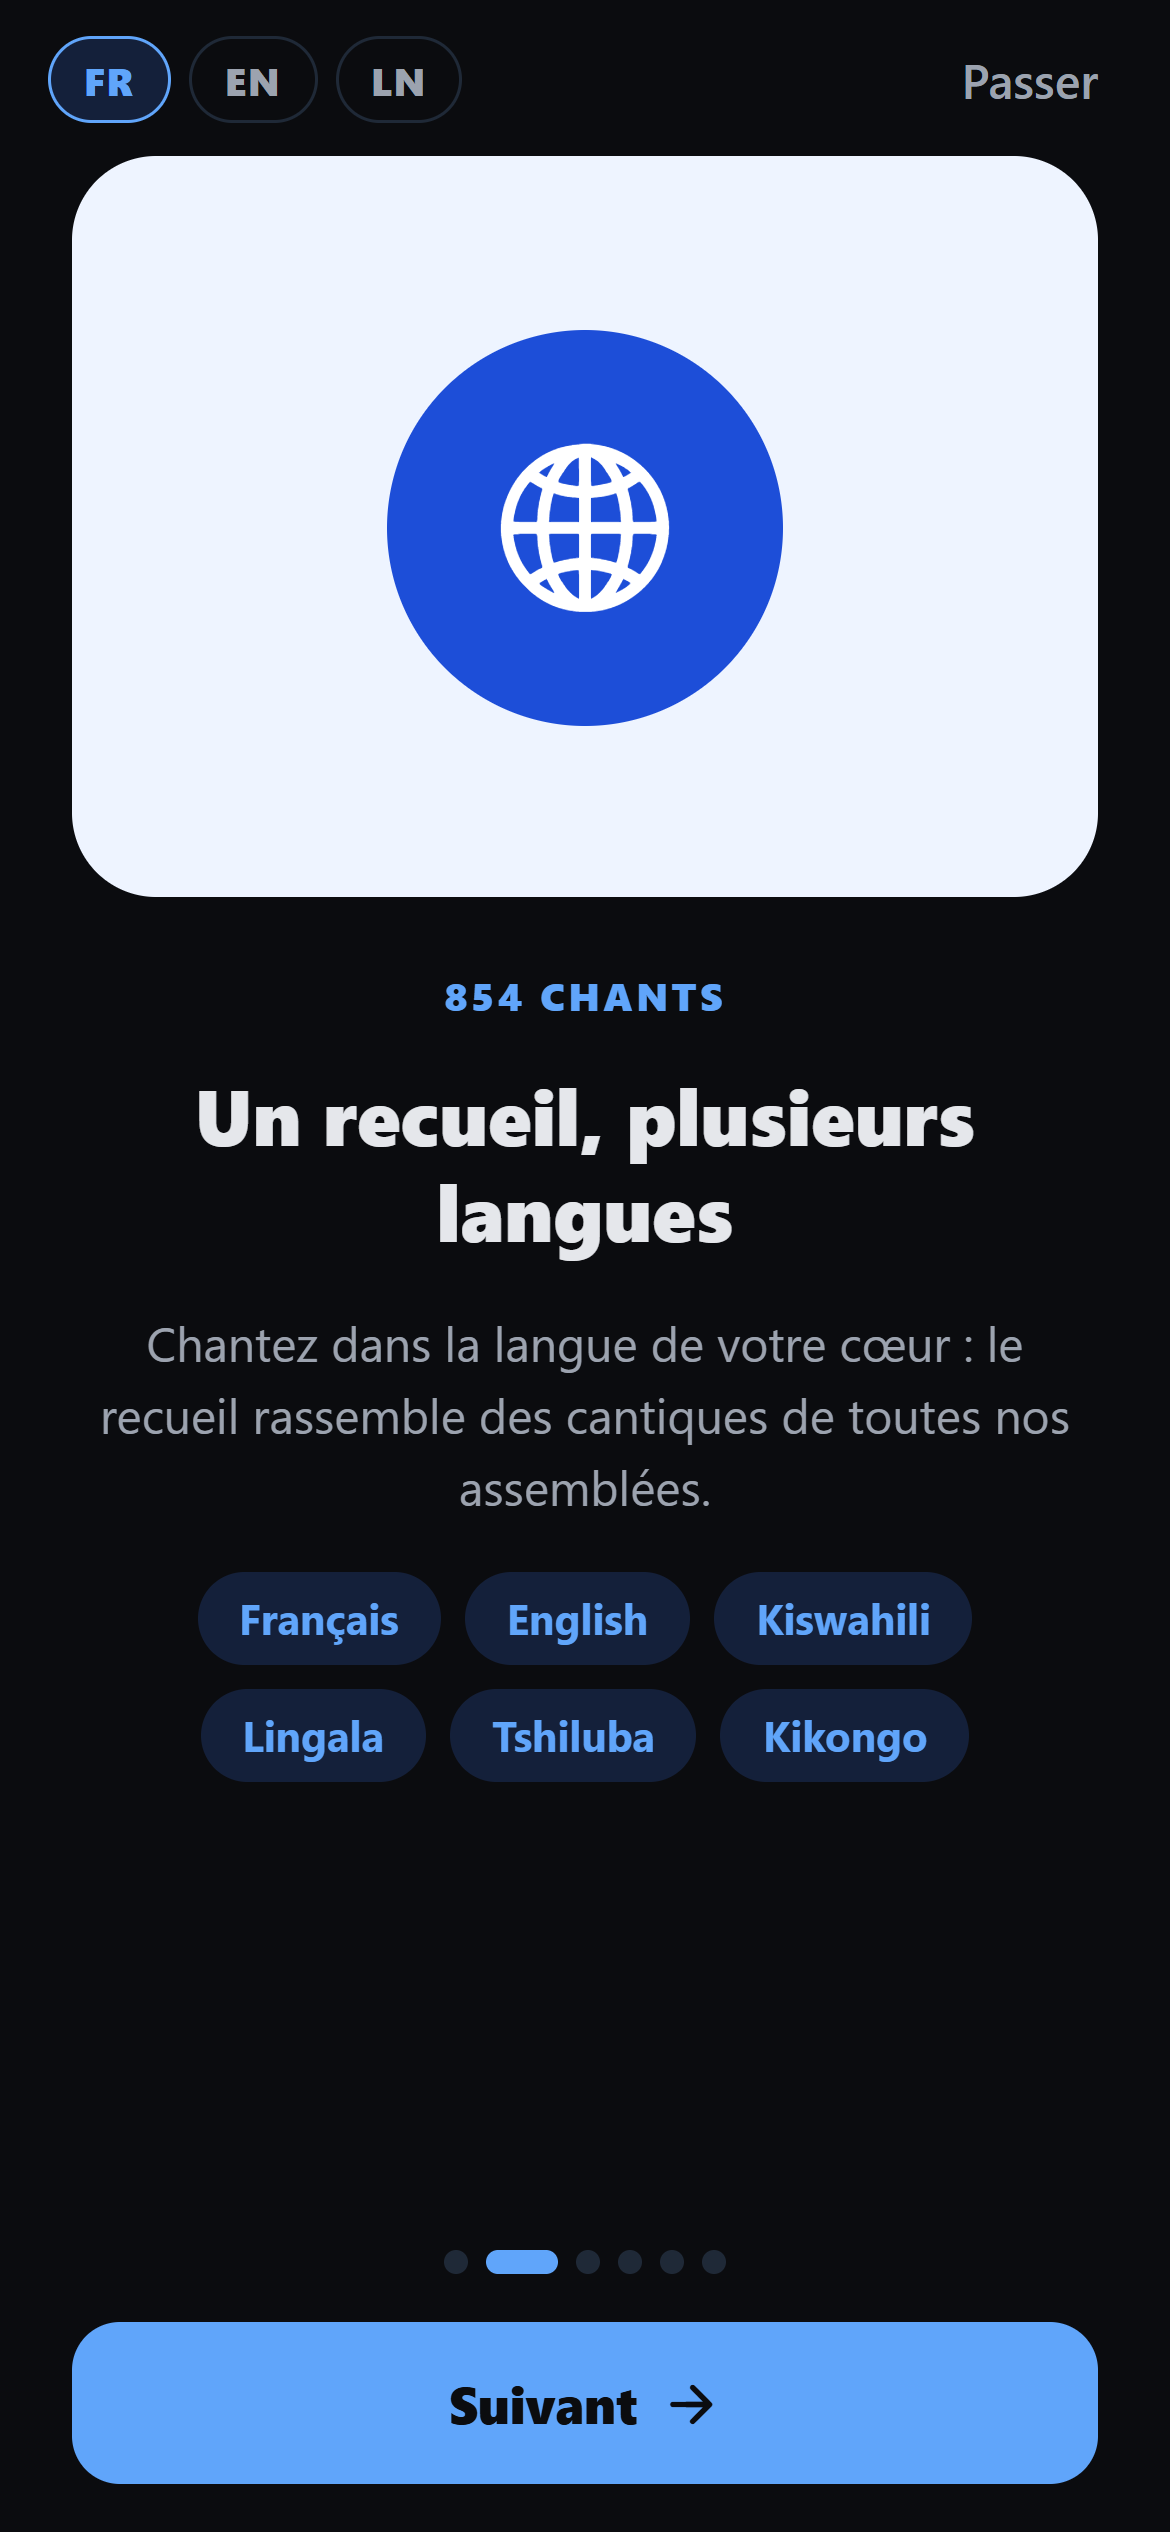 FR EN LN Passer
854 CHANTS
Un recueil, plusieurs
langues
Chantez dans la langue de votre cœur : le
recueil rassemble des cantiques de toutes nos
assemblées.
Français English Kiswahili
Lingala Tshiluba Kikongo
Suivant →